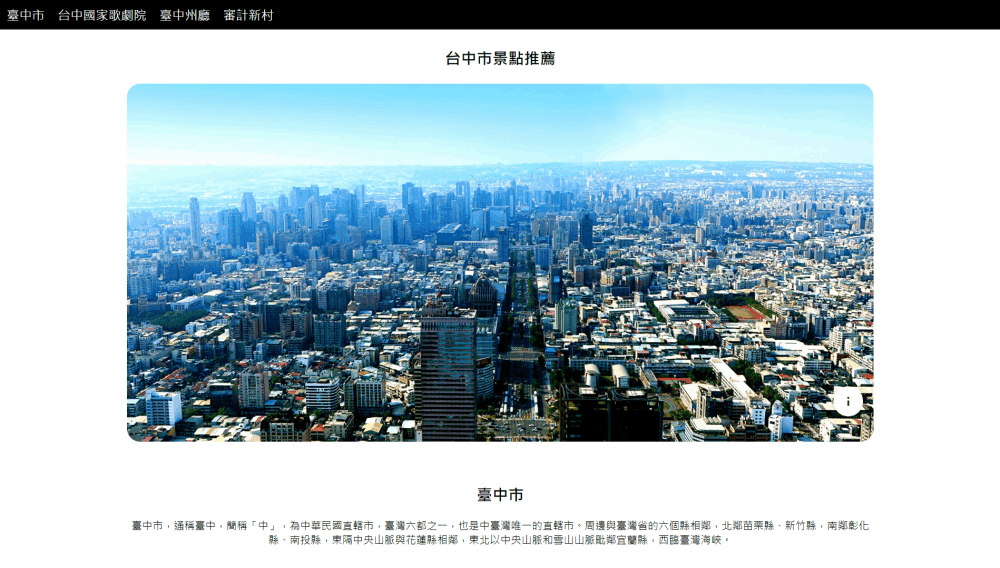 臺中市 台中國家歌劇院 臺中州廳 審計新村
台中市景點推薦
i
臺中市
臺中市，通稱臺中，簡稱「中」，為中華民國直轄市，臺灣六都之一，也是中臺灣唯一的直轄市。周邊與臺灣省的六個縣相鄰，北鄰苗栗縣、新竹縣，南鄰彰化
縣、南投縣，東隔中央山脈與花蓮縣相鄰，東北以中央山脈和雪山山脈毗鄰宜蘭縣，西臨臺灣海峽。